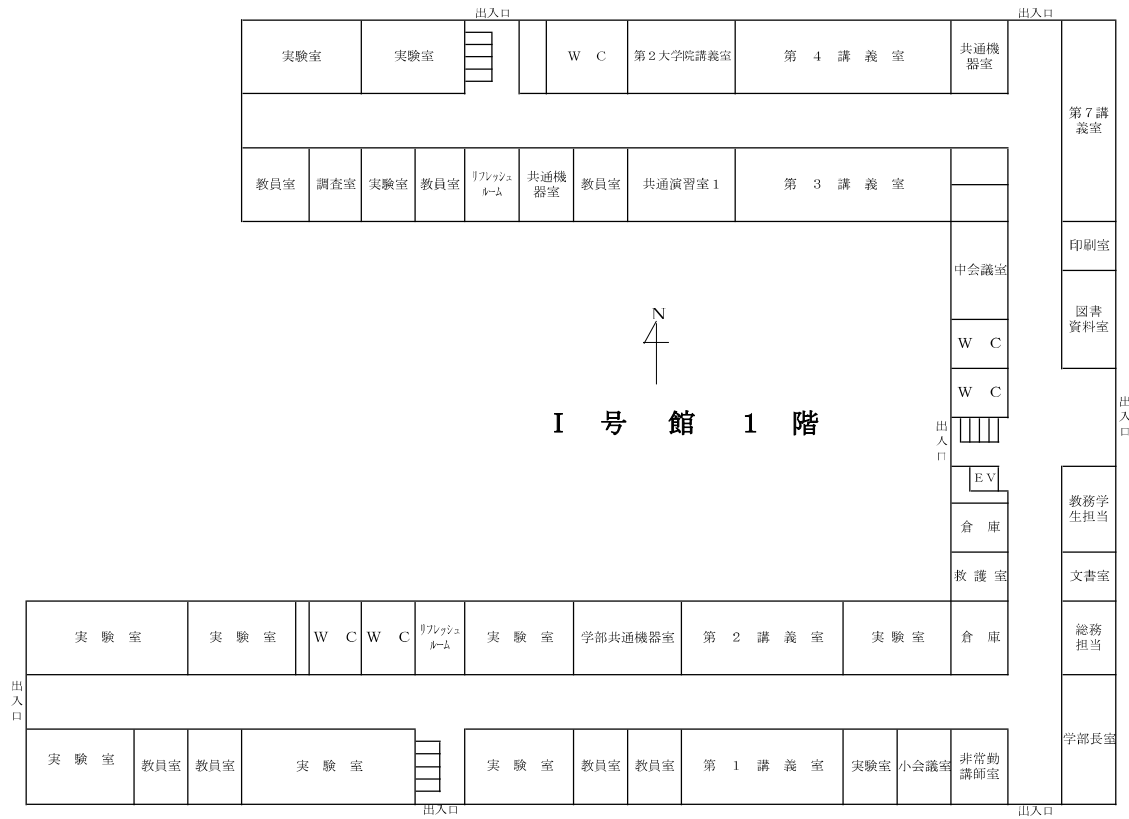 出入口
出入口
実験室
実験室
W C
第２大学院講義室
第 4 講 義 室
共通機
器室
第７講
義室
教員室
調査室
実験室
教員室
リフレッシュ
ルーム
共通機
器室
教員室
共通演習室１
第 3 講 義 室
印刷室
中会議室
図書
資料室
N
W C
W C
Ｉ 号 館 １ 階
出入口
出入口
EV
教務学
生担当
倉 庫
救 護 室
文書室
実 験 室
実 験 室
W C
W C
リフレッシュ
ルーム
実 験 室
学部共通機器室
第 2 講 義 室
実 験 室
倉 庫
総務
担当
出入口
実 験 室
教員室
教員室
実 験 室
実 験 室
教員室
教員室
第 1 講 義 室
実験室
小会議室
非常勤
講師室
学部長室
出入口
出入口